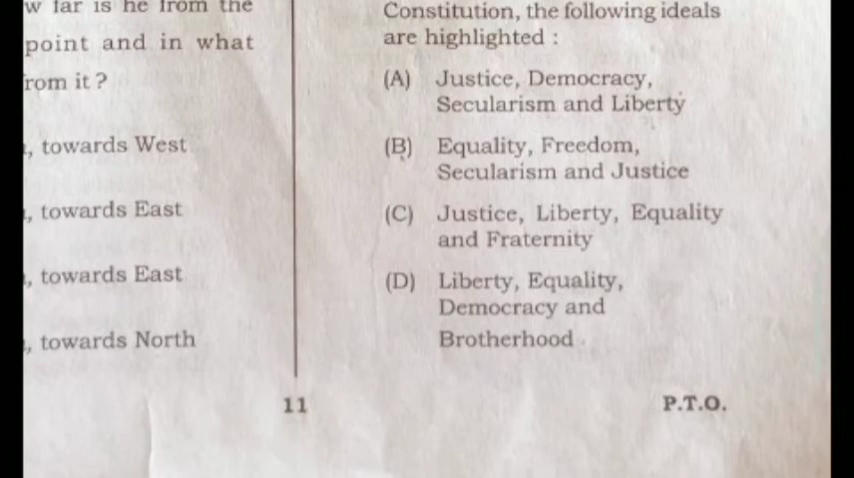 far is he from the
point and in what
rom it ?
, towards West
, towards East
, towards East
, towards North
Constitution, the following ideals
are highlighted :
(A) Justice, Democracy,
Secularism and Liberty
(B) Equality, Freedom,
Secularism and Justice
(C) Justice, Liberty, Equality
and Fraternity
(D) Liberty, Equality,
Democracy and
Brotherhood
11
P.T.O.